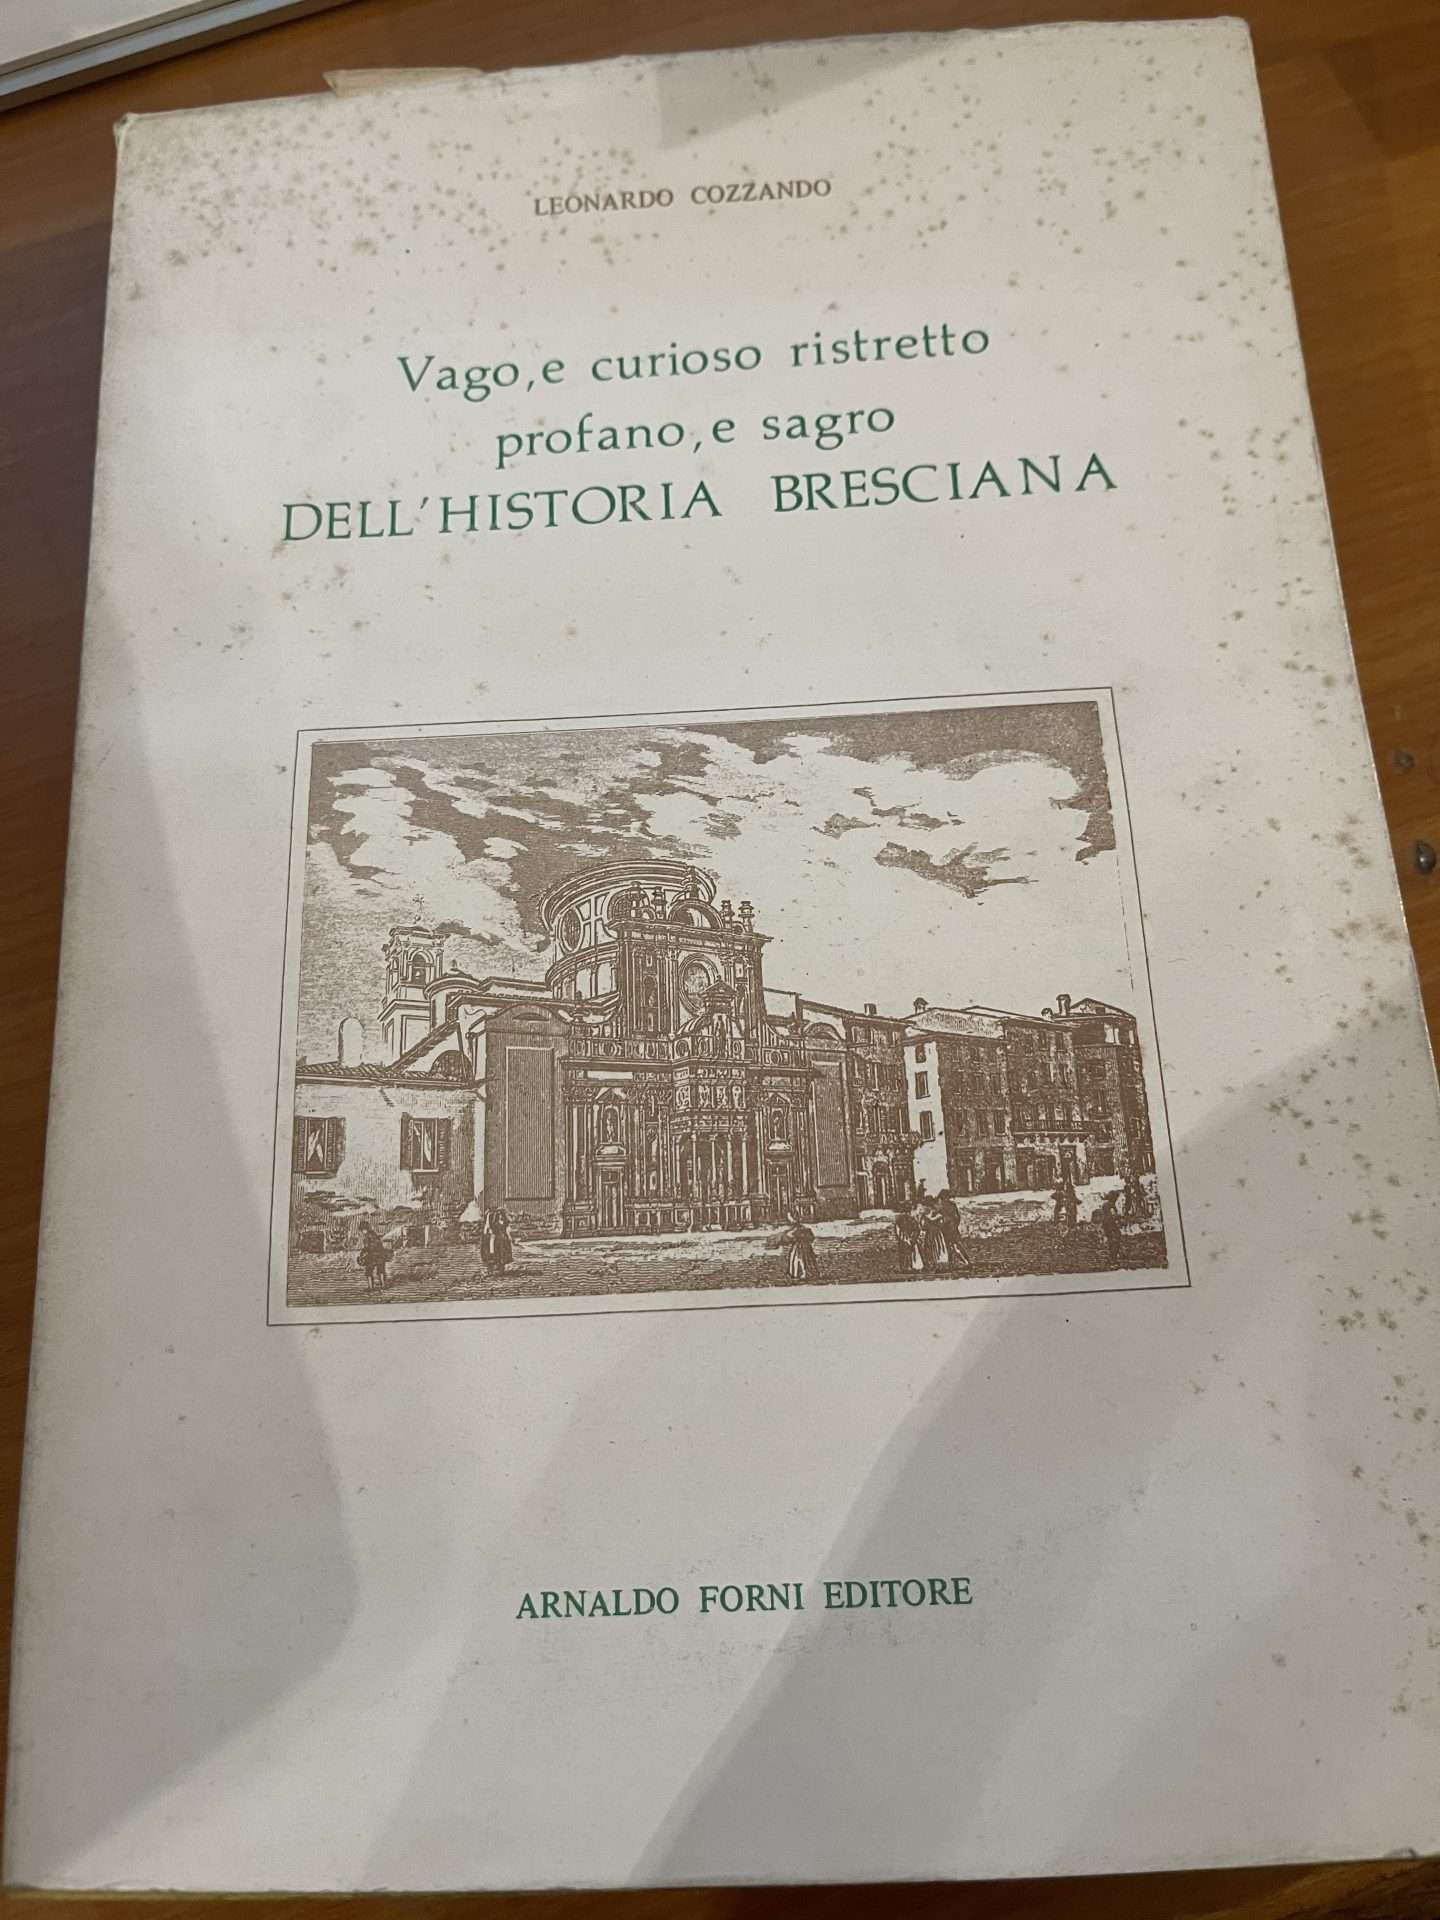 LEONARDO COZZANDO
Vago, e curioso ristretto
profano, e sagro
DELL'HISTORIA BRESCIANA
ARNALDO FORNI EDITORE